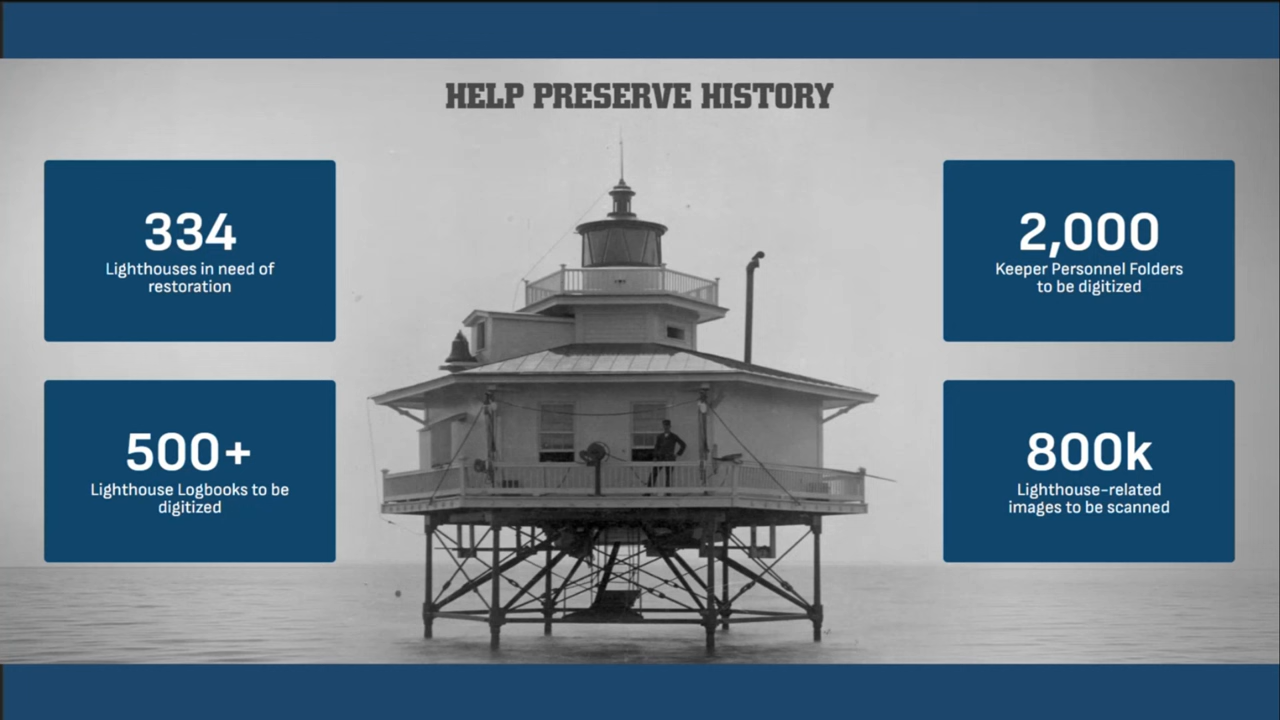 HELP PRESERVE HISTORY
334
Lighthouses in need of
restoration
2,000
Keeper Personnel Folders
to be digitized
500+
Lighthouse Logbooks to be
digitized
800k
Lighthouse-related
images to be scanned